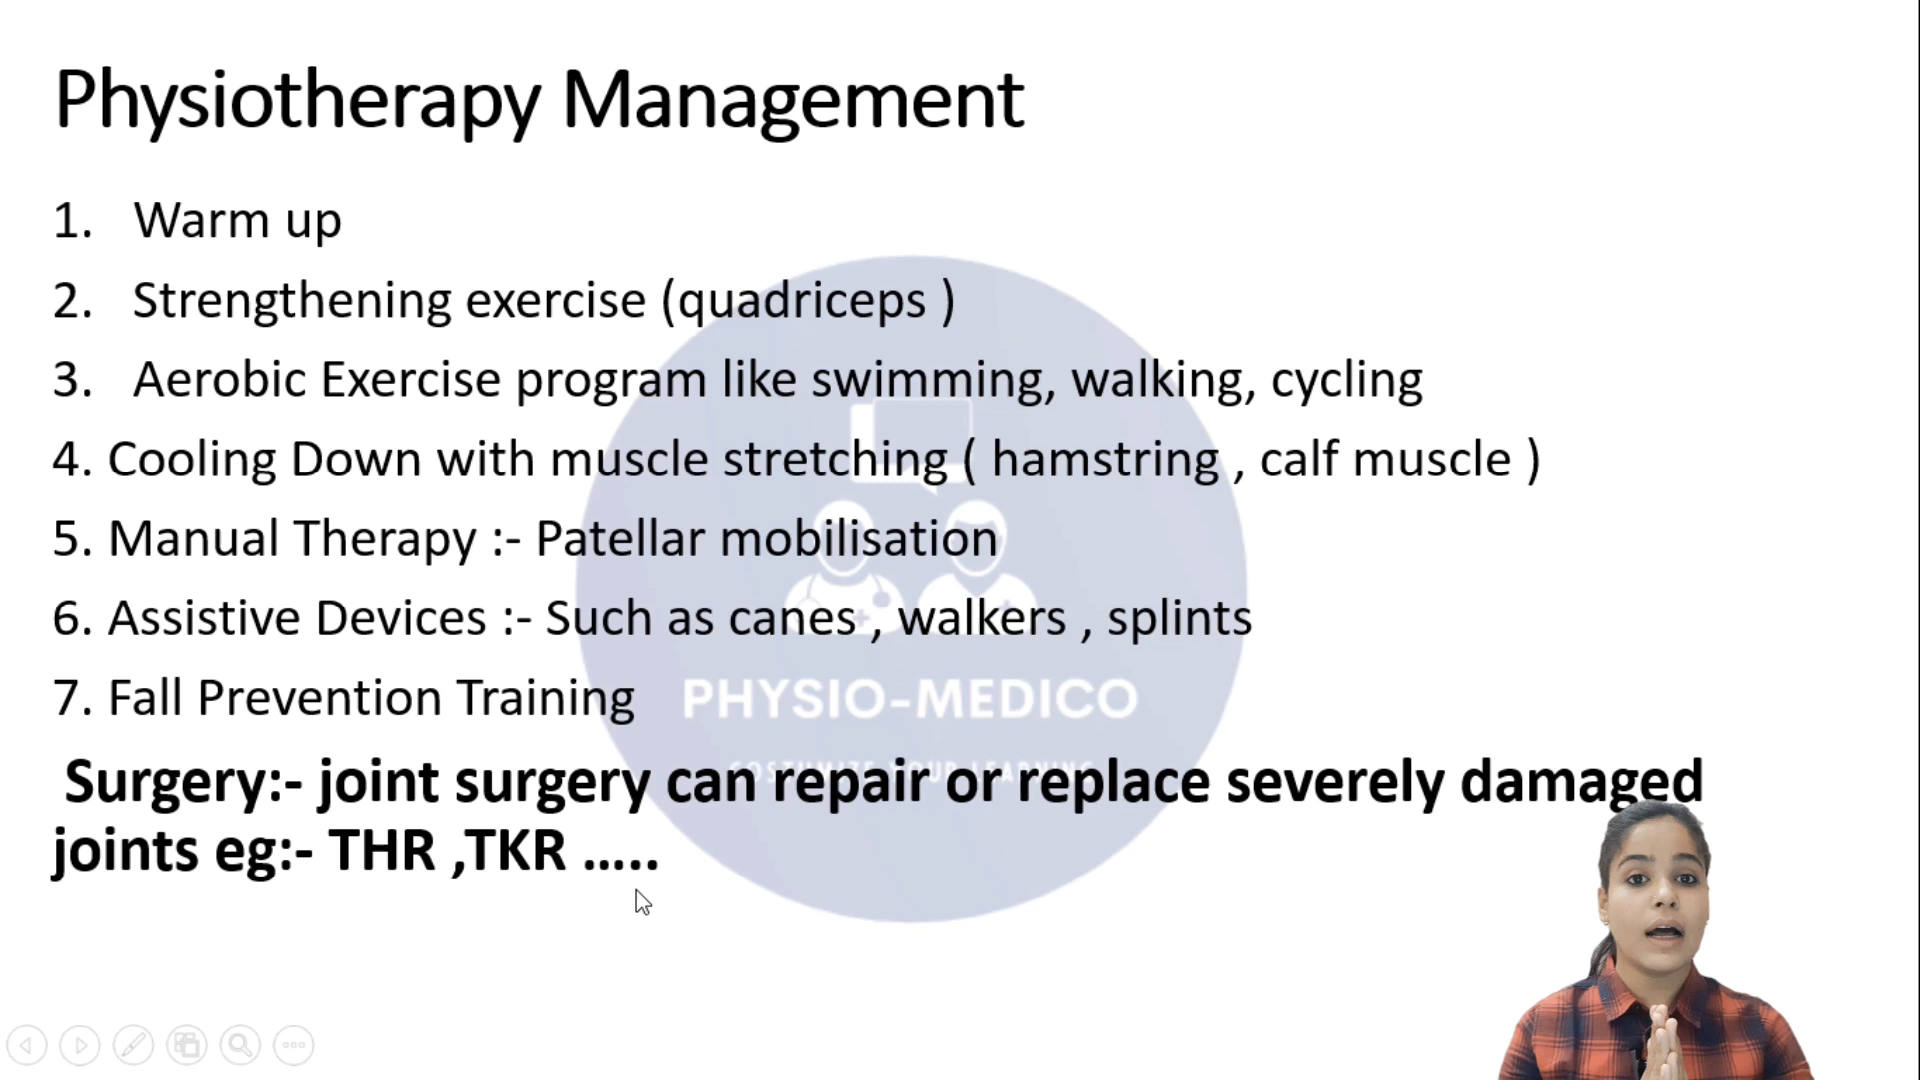 Physiotherapy Management
1. Warm up
2. Strengthening exercise (quadriceps )
3. Aerobic Exercise program like swimming, walking, cycling
4. Cooling Down with muscle stretching ( hamstring , calf muscle )
5. Manual Therapy :- Patellar mobilisation
6. Assistive Devices :- Such as canes , walkers , splints
7. Fall Prevention Training
PHYSIO-MEDICO
Surgery:- joint surgery can repair or replace severely damaged
joints eg:- THR ,TKR .....